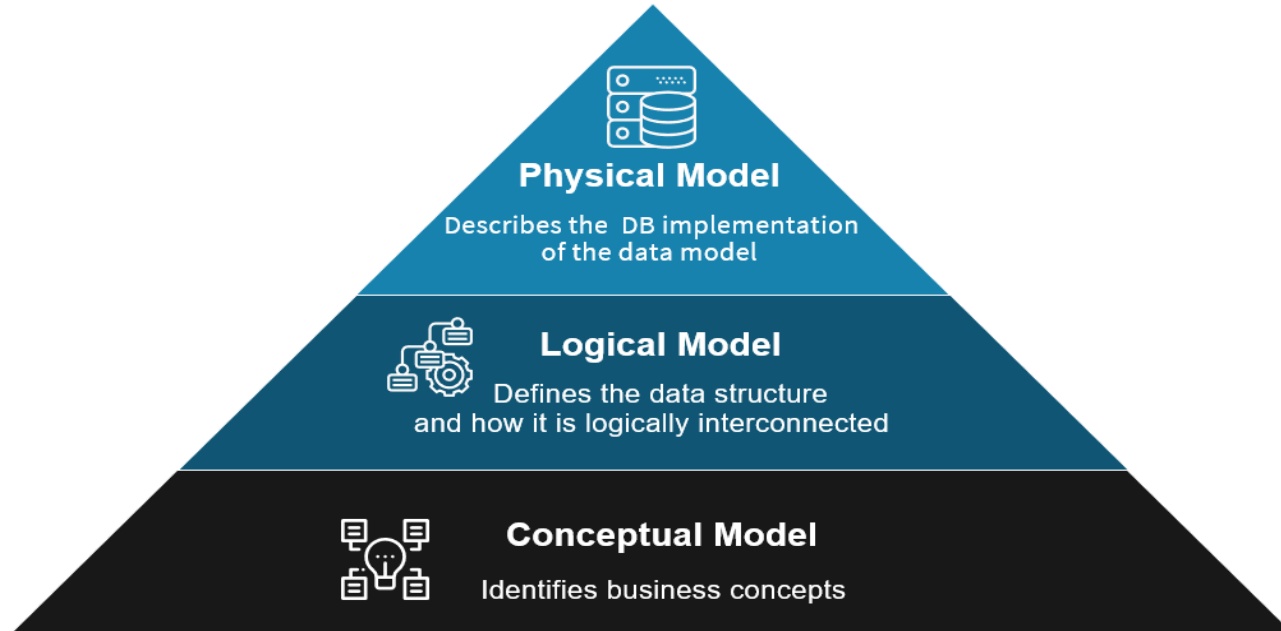 Physical Model
Describes the  DB implementation
of the data model
Logical Model
Defines the data structure
and how it is logically interconnected
Conceptual Model
Identifies business concepts